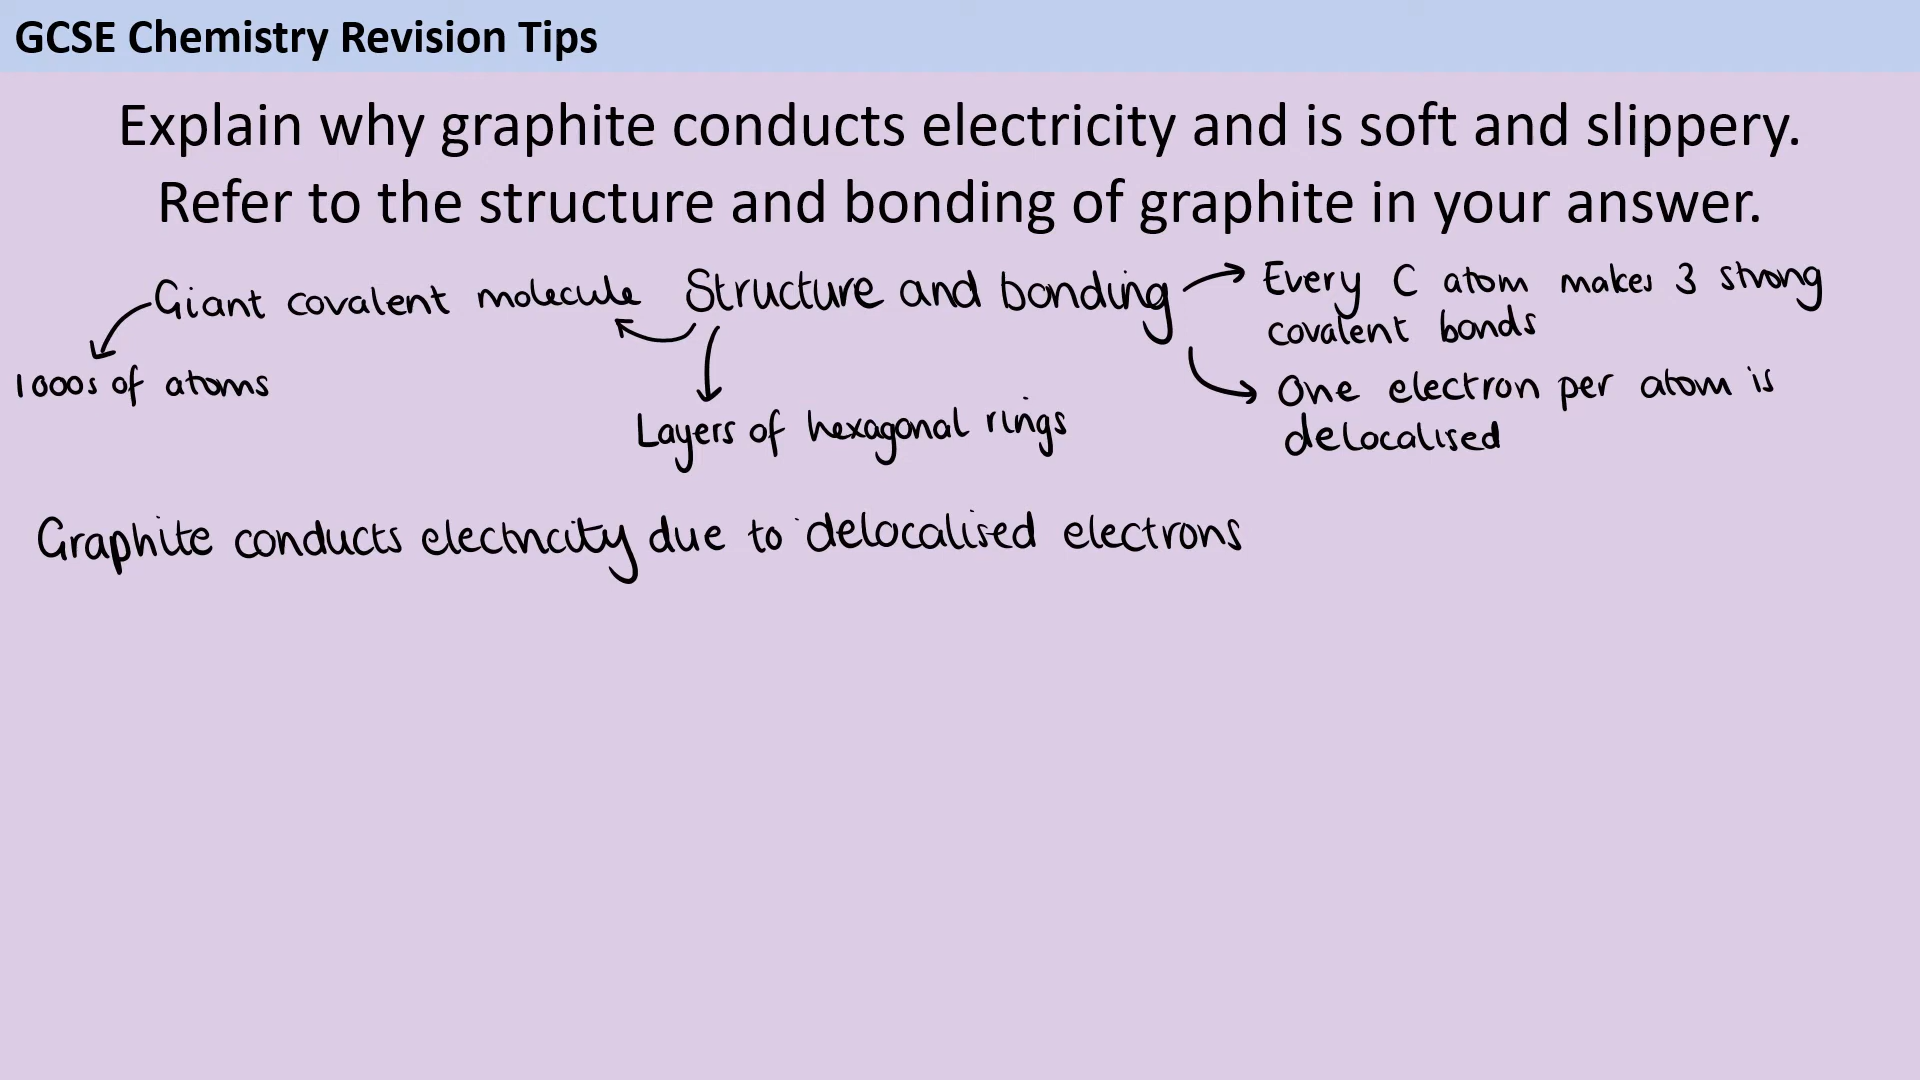 GCSE Chemistry Revision Tips
Explain why graphite conducts electricity and is soft and slippery.
Refer to the structure and bonding of graphite in your answer.
Giant covalent molecule
1000s of atoms
Structure and bonding
Layers of hexagonal rings
Every C atom makes 3 strong
covalent bonds
One electron per atom is
delocalised
Graphite conducts electricity due to delocalised electrons